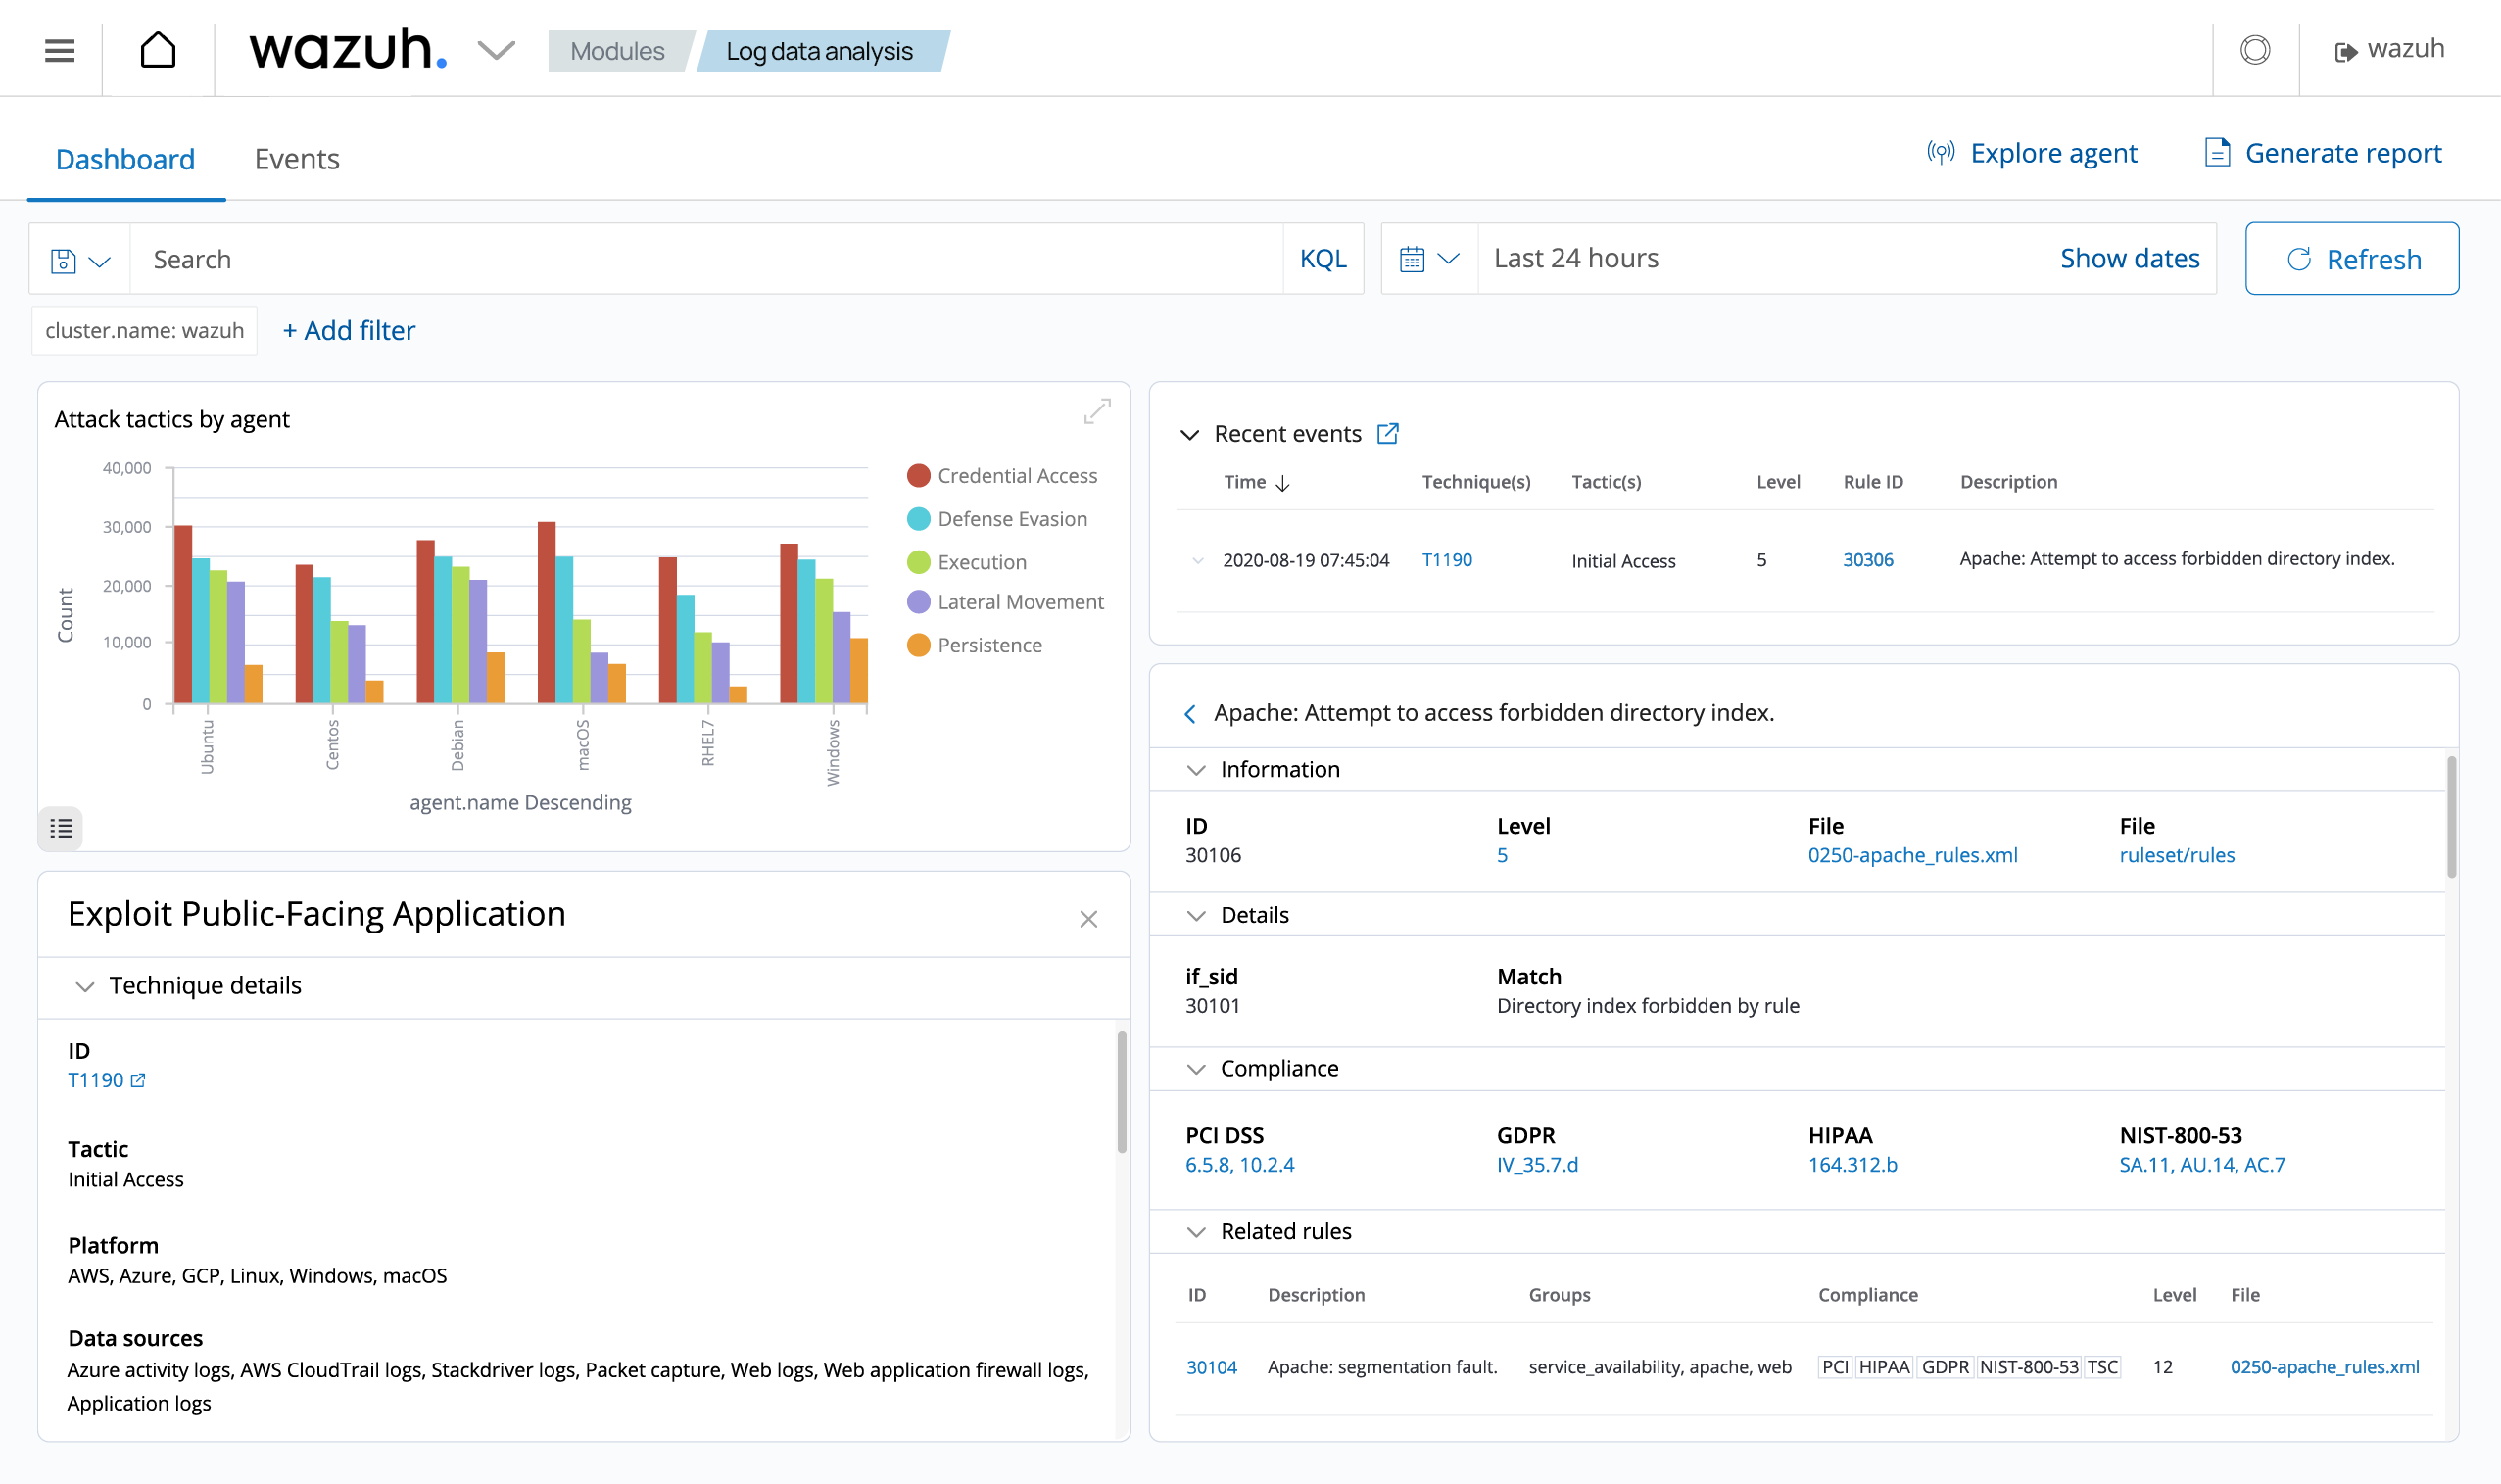 wazuh.
Modules
Log data analysis
wazuh
Dashboard
Events
Explore agent
Generate report
Search
KQL
Last 24 hours
Show dates
Refresh
cluster.name: wazuh
+ Add filter
Attack tactics by agent
40,000
30,000
20,000
10,000
0
Count
Ubuntu
Centos
Debian
macOS
RHEL7
Windows
agent.name Descending
Credential Access
Defense Evasion
Execution
Lateral Movement
Persistence
Exploit Public-Facing Application
Technique details
ID
T1190
Tactic
Initial Access
Platform
AWS, Azure, GCP, Linux, Windows, macOS
Data sources
Azure activity logs, AWS CloudTrail logs, Stackdriver logs, Packet capture, Web logs, Web application firewall logs,
Application logs
Recent events
Time Technique(s) Tactic(s) Level Rule ID Description
2020-08-19 07:45:04 T1190 Initial Access 5 30306 Apache: Attempt to access forbidden directory index.
Apache: Attempt to access forbidden directory index.
Information
ID Level File File
30106 5 0250-apache_rules.xml ruleset/rules
Details
if_sid Match
30101 Directory index forbidden by rule
Compliance
PCI DSS GDPR HIPAA NIST-800-53
6.5.8, 10.2.4 IV_35.7.d 164.312.b SA.11, AU.14, AC.7
Related rules
ID Description Groups Compliance Level File
30104 Apache: segmentation fault. service_availability, apache, web PCI HIPAA GDPR NIST-800-53 TSC 12 0250-apache_rules.xml